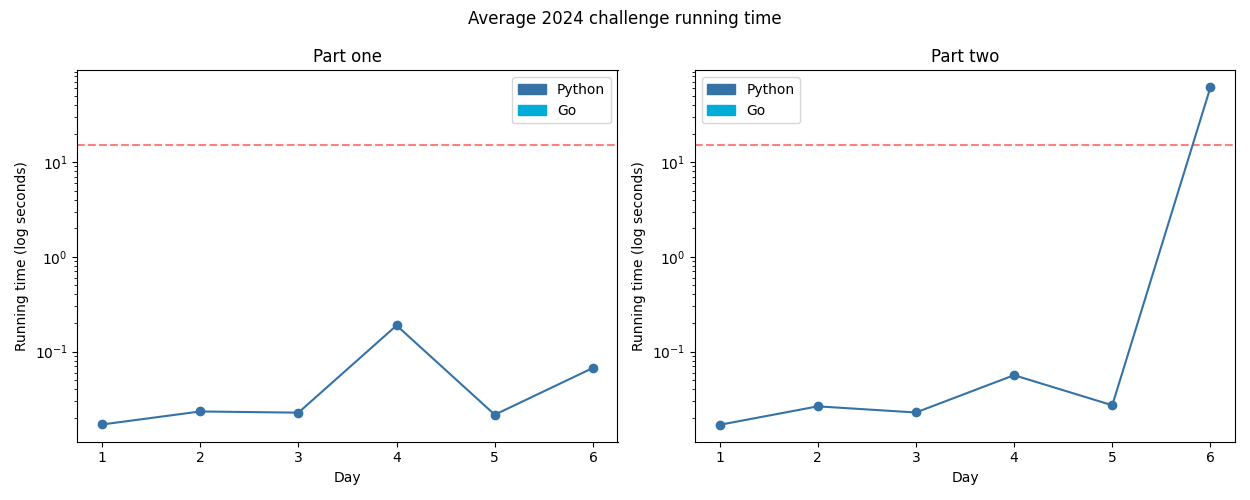 Average 2024 challenge running time
Part one
Running time (log seconds)
10¹
10⁰
10⁻¹
Python
Go
1 2 3 4 5 6
Day
Part two
Running time (log seconds)
10¹
10⁰
10⁻¹
Python
Go
1 2 3 4 5 6
Day